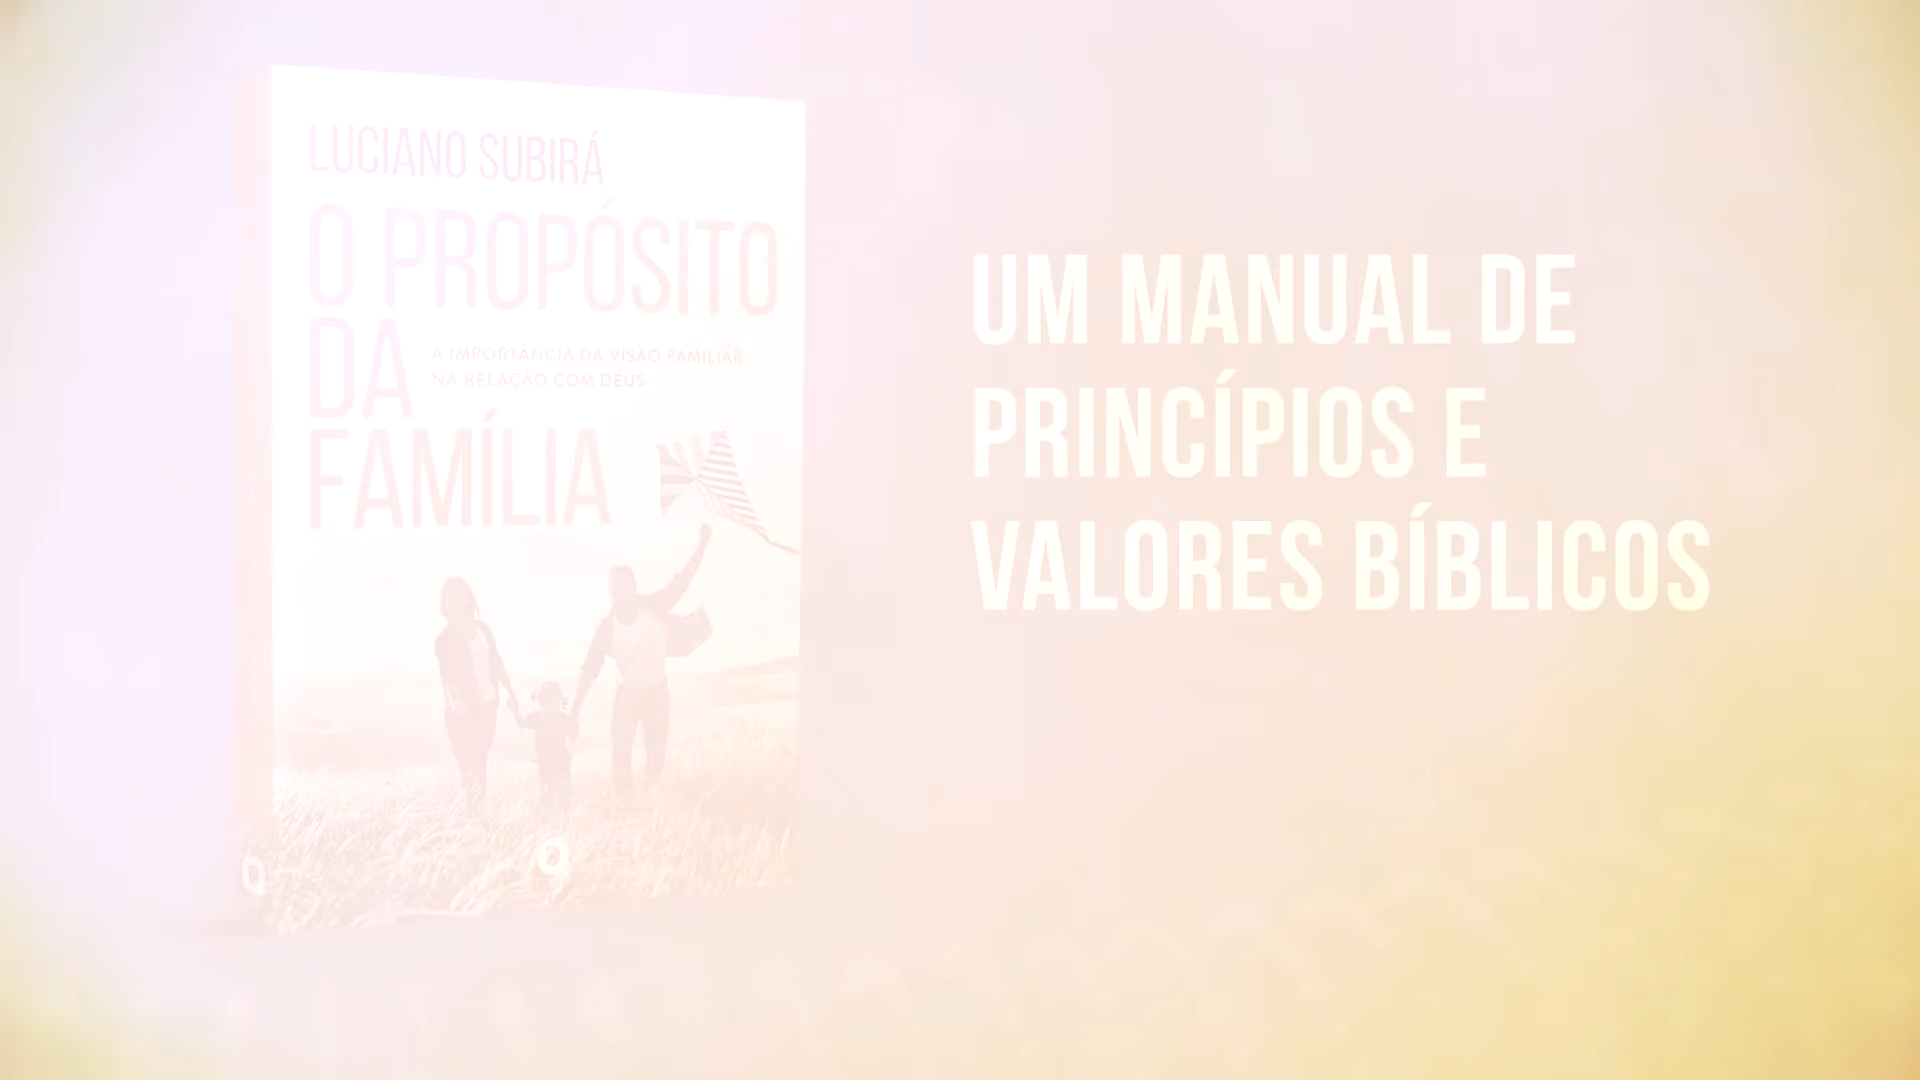 LUCIANO SUBIRÁ
O PROPÓSITO
DA
A IMPORTÂNCIA DA VISÃO FAMILIAR
NA RELAÇÃO COM DEUS
FAMÍLIA
UM MANUAL DE
PRINCÍPIOS E
VALORES BÍBLICOS